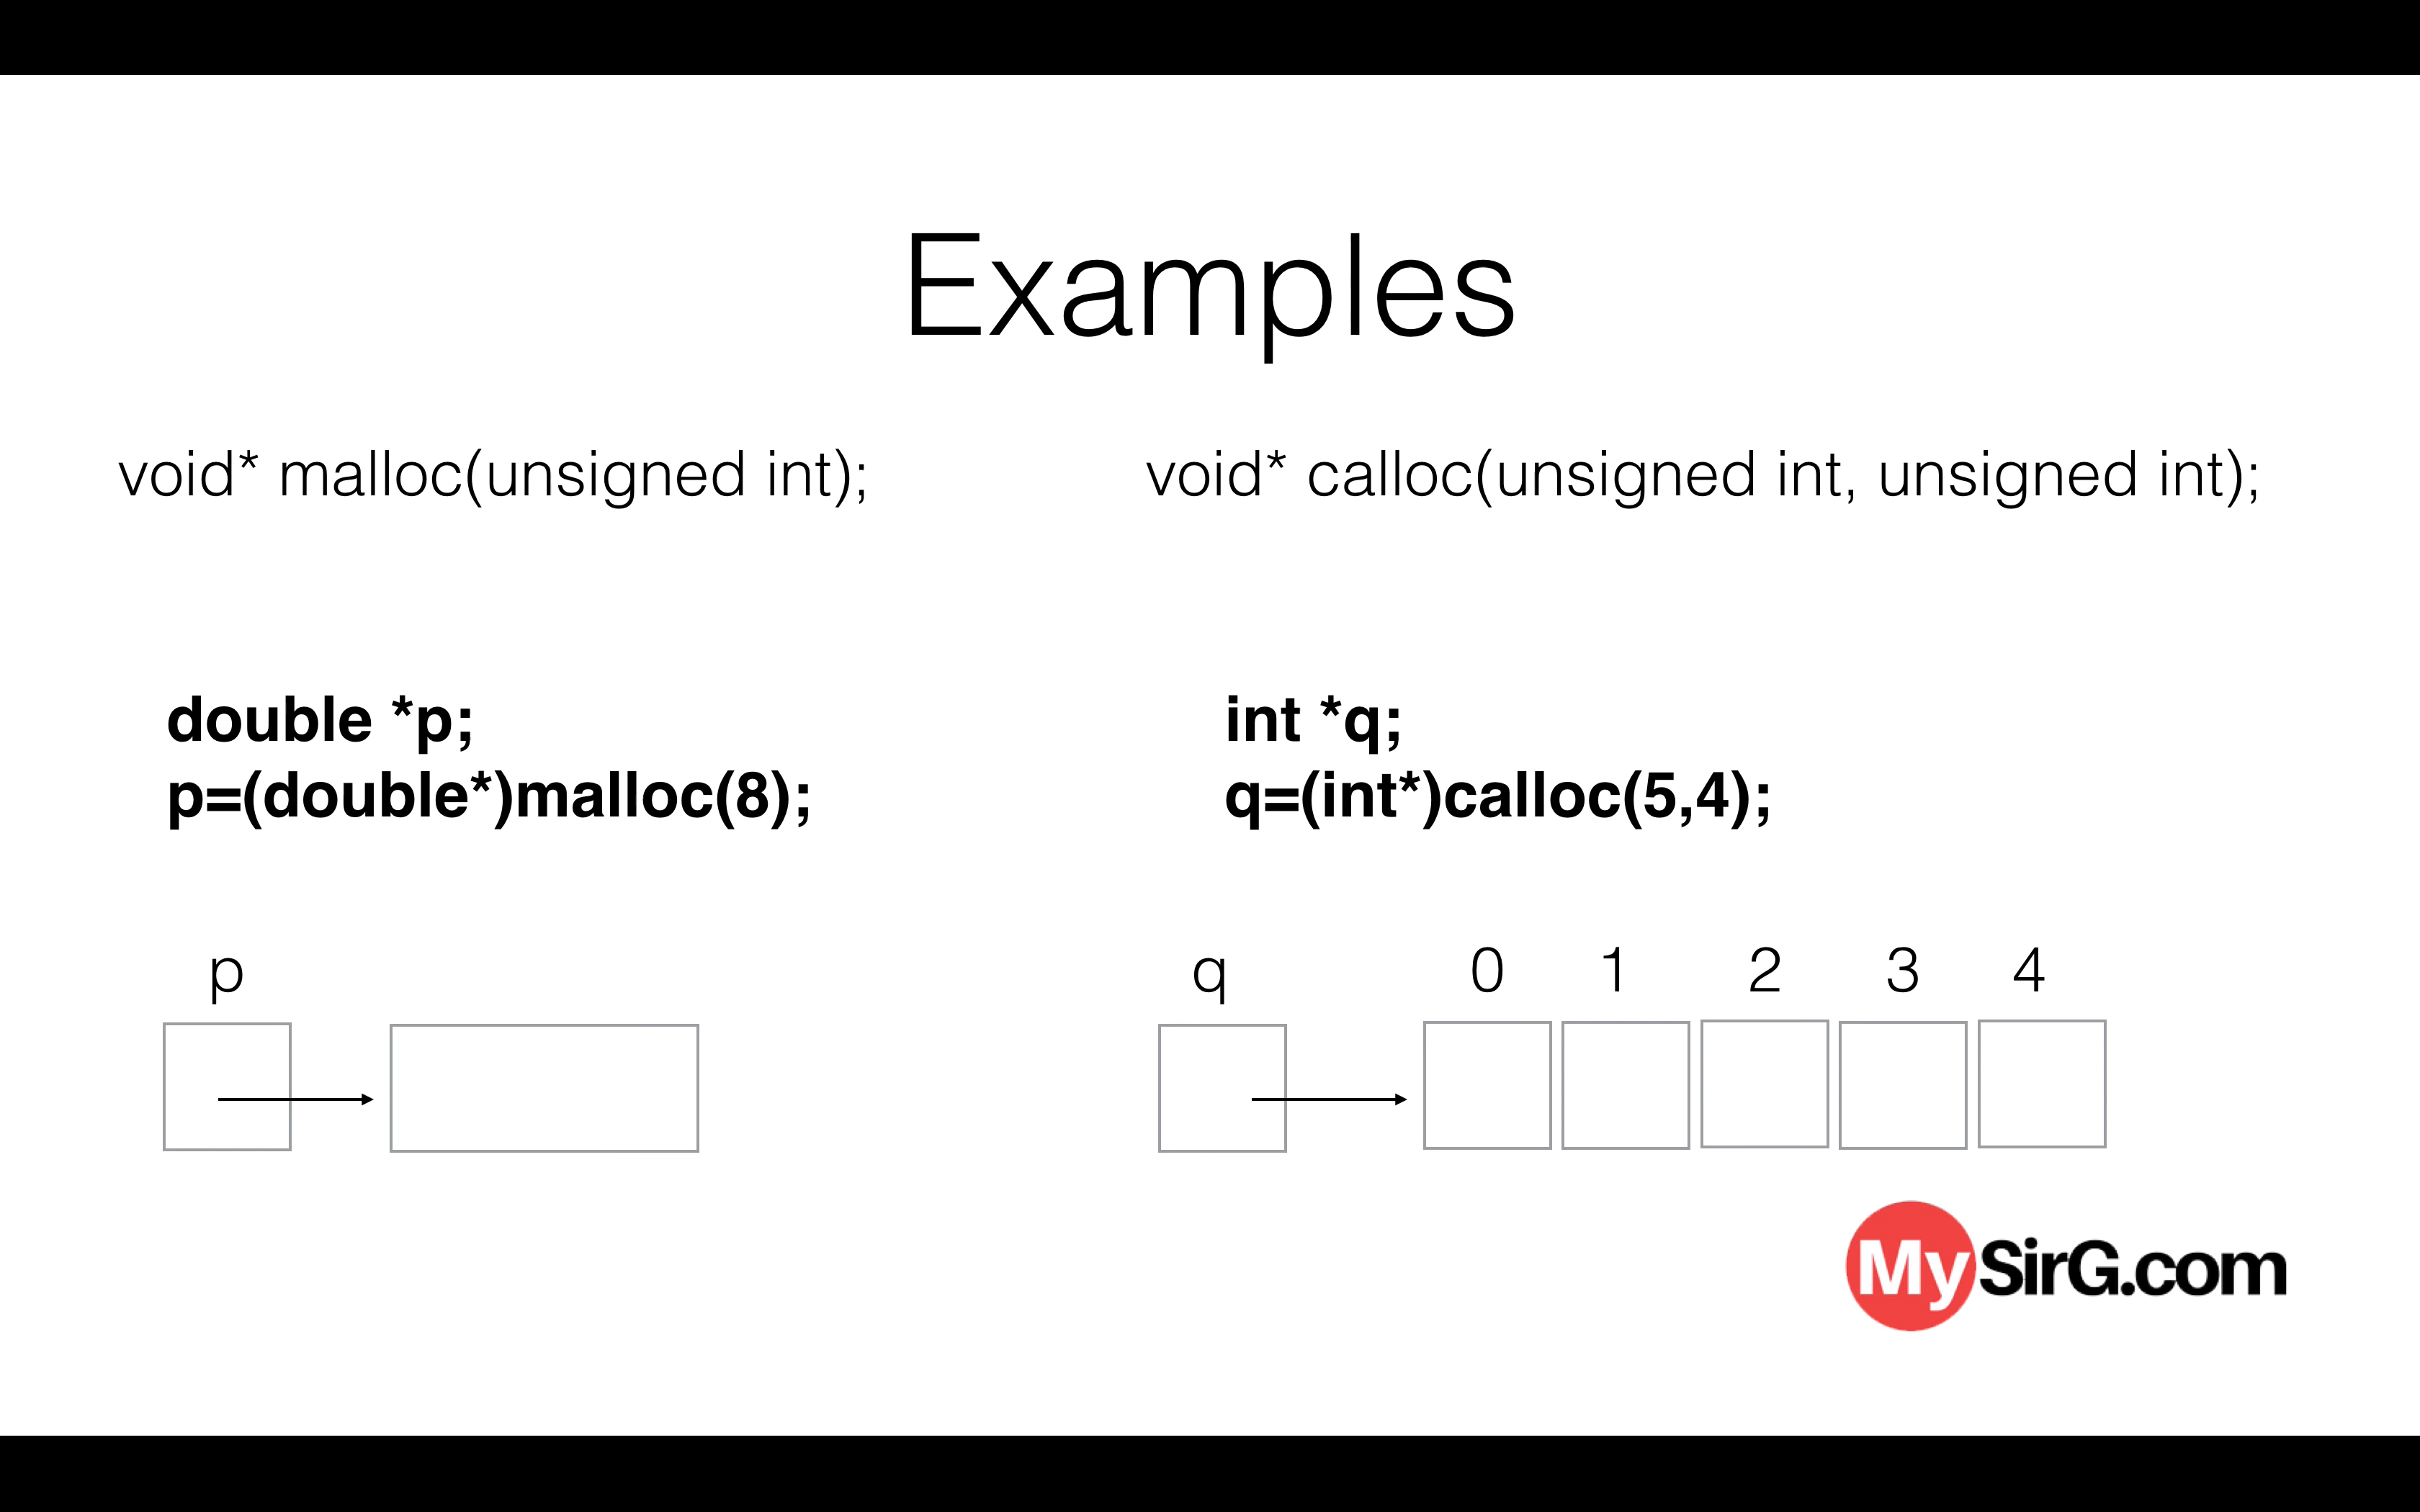 Examples
void* malloc(unsigned int);
void* calloc(unsigned int, unsigned int);
double *p;
p=(double*)malloc(8);
int *q;
q=(int*)calloc(5,4);
p
q 0 1 2 3 4
MySirG.com